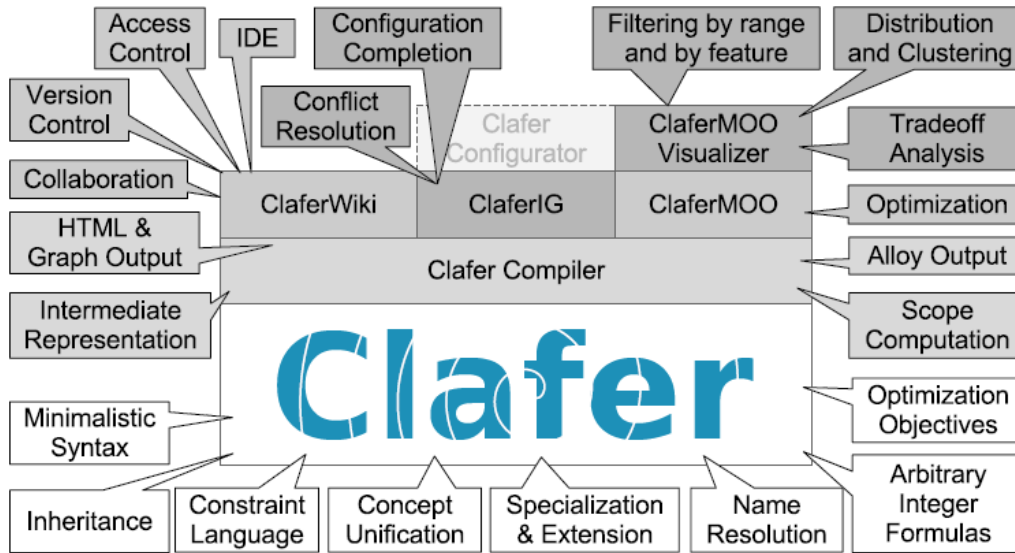 Access
Control
IDE
Configuration
Completion
Filtering by range
and by feature
Distribution
and Clustering
Version
Control
Conflict
Resolution
Clafer
Configurator
ClaferMOO
Visualizer
Tradeoff
Analysis
Collaboration
ClaferWiki
ClaferIG
ClaferMOO
Optimization
HTML &
Graph Output
Clafer Compiler
Alloy Output
Intermediate
Representation
Scope
Computation
Clafer
Minimalistic
Syntax
Optimization
Objectives
Inheritance
Constraint
Language
Concept
Unification
Specialization
& Extension
Name
Resolution
Arbitrary
Integer
Formulas